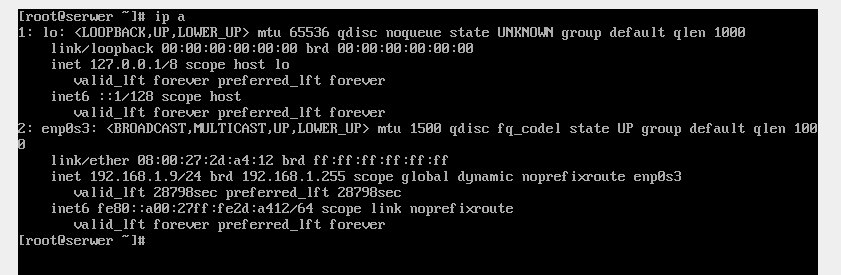 [root@serwer ~]# ip a
1: lo: <LOOPBACK,UP,LOWER_UP> mtu 65536 qdisc noqueue state UNKNOWN group default qlen 1000
    link/loopback 00:00:00:00:00:00 brd 00:00:00:00:00:00
    inet 127.0.0.1/8 scope host lo
       valid_lft forever preferred_lft forever
    inet6 ::1/128 scope host
       valid_lft forever preferred_lft forever
2: enp0s3: <BROADCAST,MULTICAST,UP,LOWER_UP> mtu 1500 qdisc fq_codel state UP group default qlen 100
0
    link/ether 08:00:27:2d:a4:12 brd ff:ff:ff:ff:ff:ff
    inet 192.168.1.9/24 brd 192.168.1.255 scope global dynamic noprefixroute enp0s3
       valid_lft 28798sec preferred_lft 28798sec
    inet6 fe80::a00:27ff:fe2d:a412/64 scope link noprefixroute
       valid_lft forever preferred_lft forever
[root@serwer ~]#